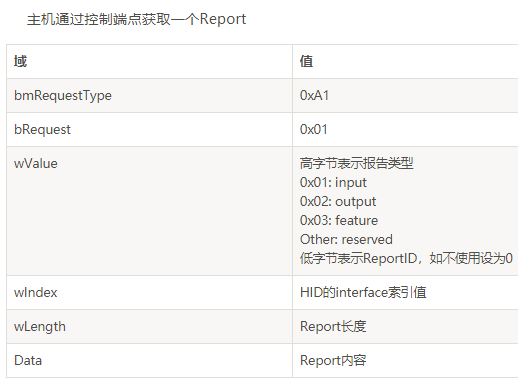 主机通过控制端点获取一个Report
域 值
bmRequestType 0xA1
bRequest 0x01
wValue 高字节表示报告类型
0x01: input
0x02: output
0x03: feature
Other: reserved
低字节表示ReportID，如不使用设为0
wIndex HID的interface索引值
wLength Report长度
Data Report内容